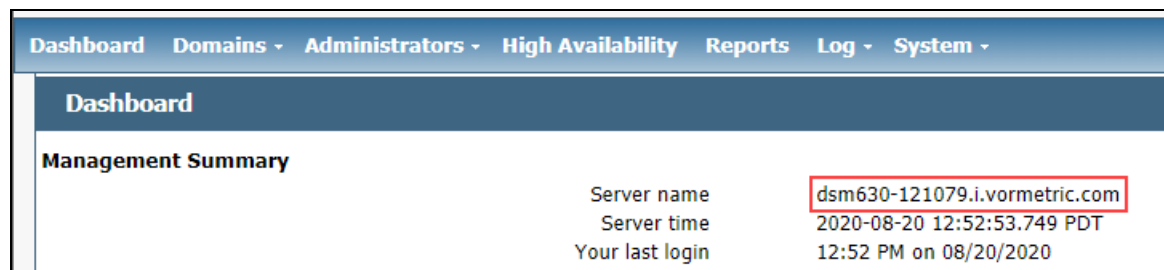 Dashboard Domains Administrators High Availability Reports Log System
Dashboard
Management Summary
Server name dsm630-121079.i.vormetric.com
Server time 2020-08-20 12:52:53.749 PDT
Your last login 12:52 PM on 08/20/2020